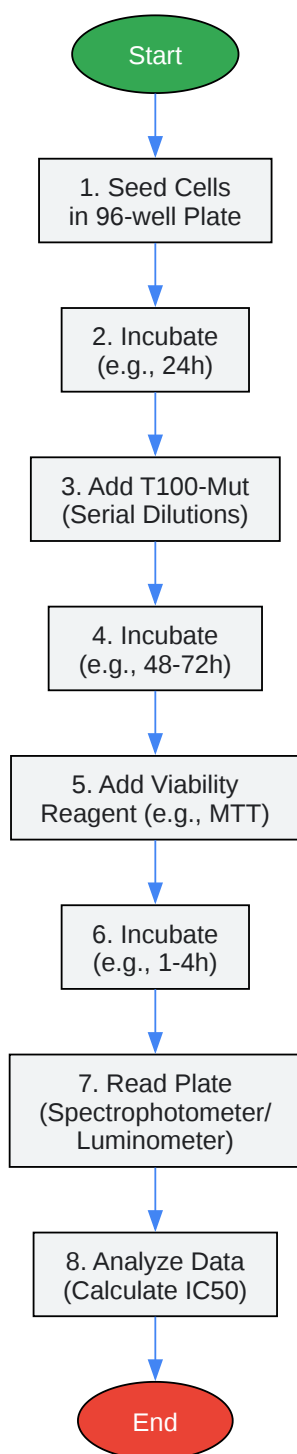 Start
1. Seed Cells
in 96-well Plate
2. Incubate
(e.g., 24h)
3. Add T100-Mut
(Serial Dilutions)
4. Incubate
(e.g., 48-72h)
5. Add Viability
Reagent (e.g., MTT)
6. Incubate
(e.g., 1-4h)
7. Read Plate
(Spectrophotometer/
Luminometer)
8. Analyze Data
(Calculate IC50)
End